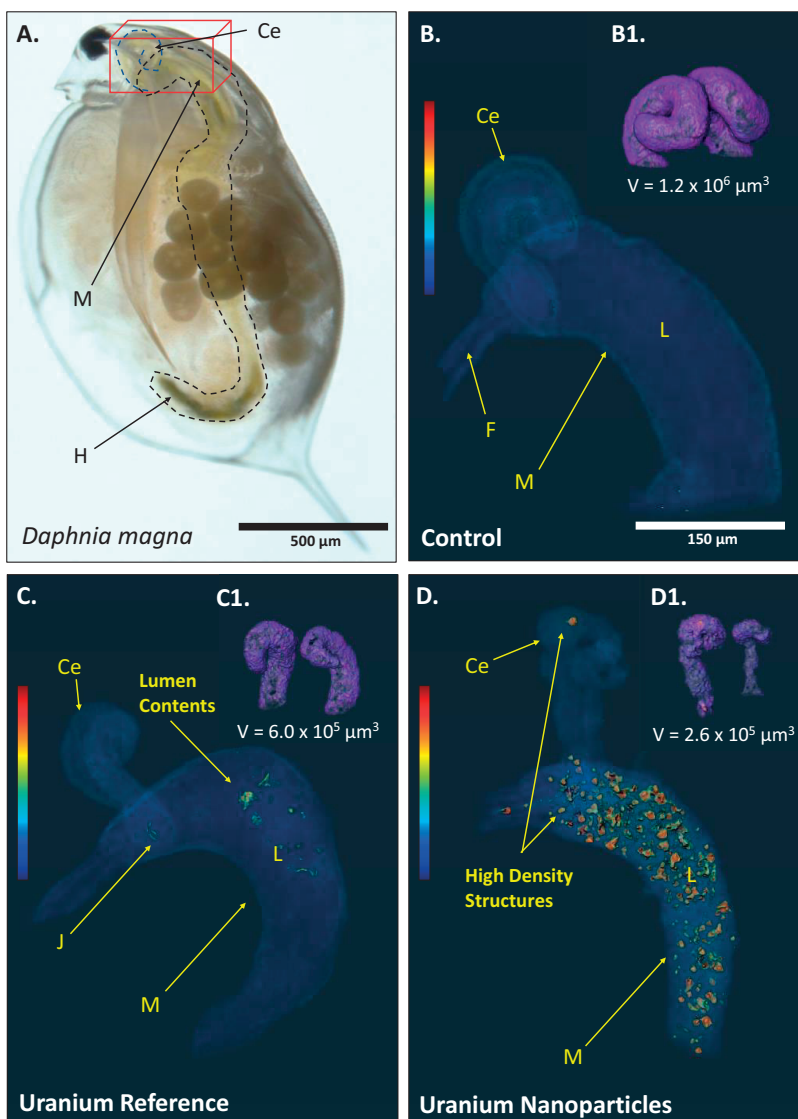 A.
Ce
M
H
Daphnia magna
500 μm
B.
B1.
Ce
V = 1.2 x 10⁶ μm³
L
F
M
Control
150 μm
C.
C1.
Ce
Lumen
Contents
V = 6.0 x 10⁵ μm³
L
J
M
Uranium Reference
D.
D1.
Ce
V = 2.6 x 10⁵ μm³
High Density
Structures
L
M
Uranium Nanoparticles